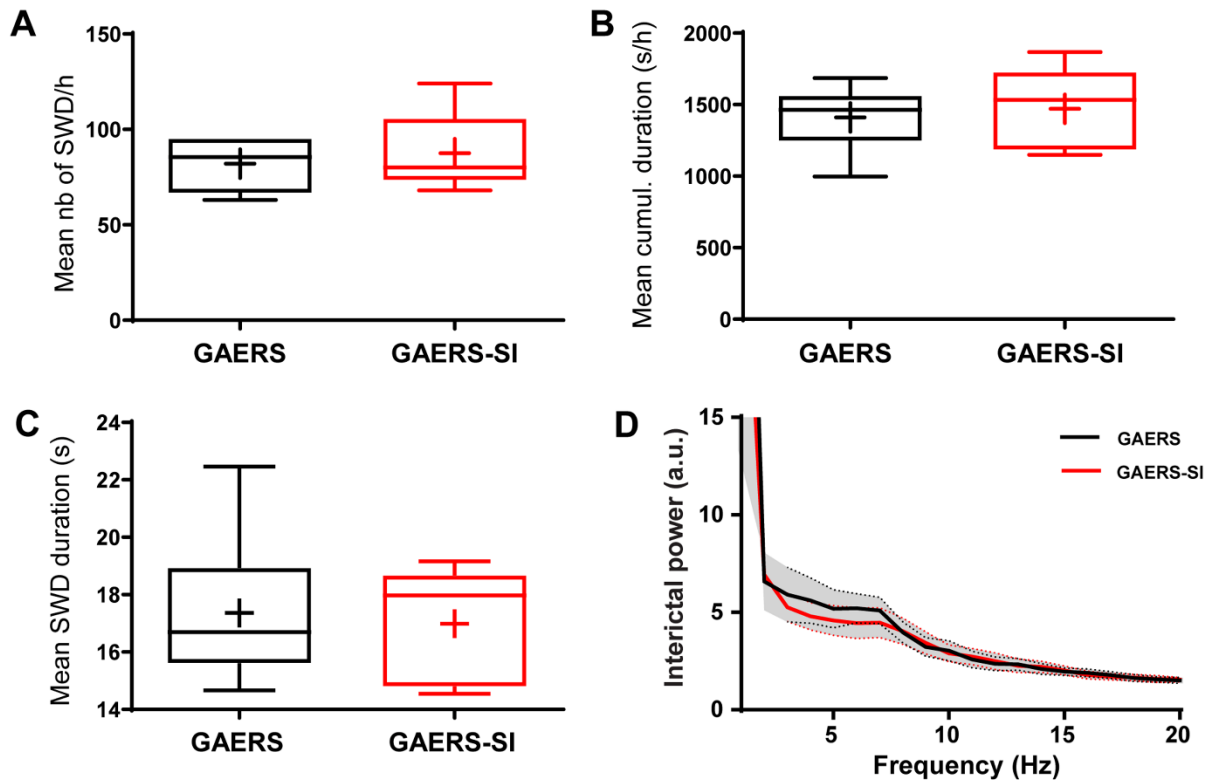 A
Mean nb of SWD/h
150
100
50
0
GAERS
GAERS-SI
B
Mean cumul. duration (s/h)
2000
1500
1000
500
0
GAERS
GAERS-SI
C
Mean SWD duration (s)
24
22
20
18
16
14
GAERS
GAERS-SI
D
Interictal power (a.u.)
15
10
5
0
GAERS
GAERS-SI
5 10 15 20
Frequency (Hz)